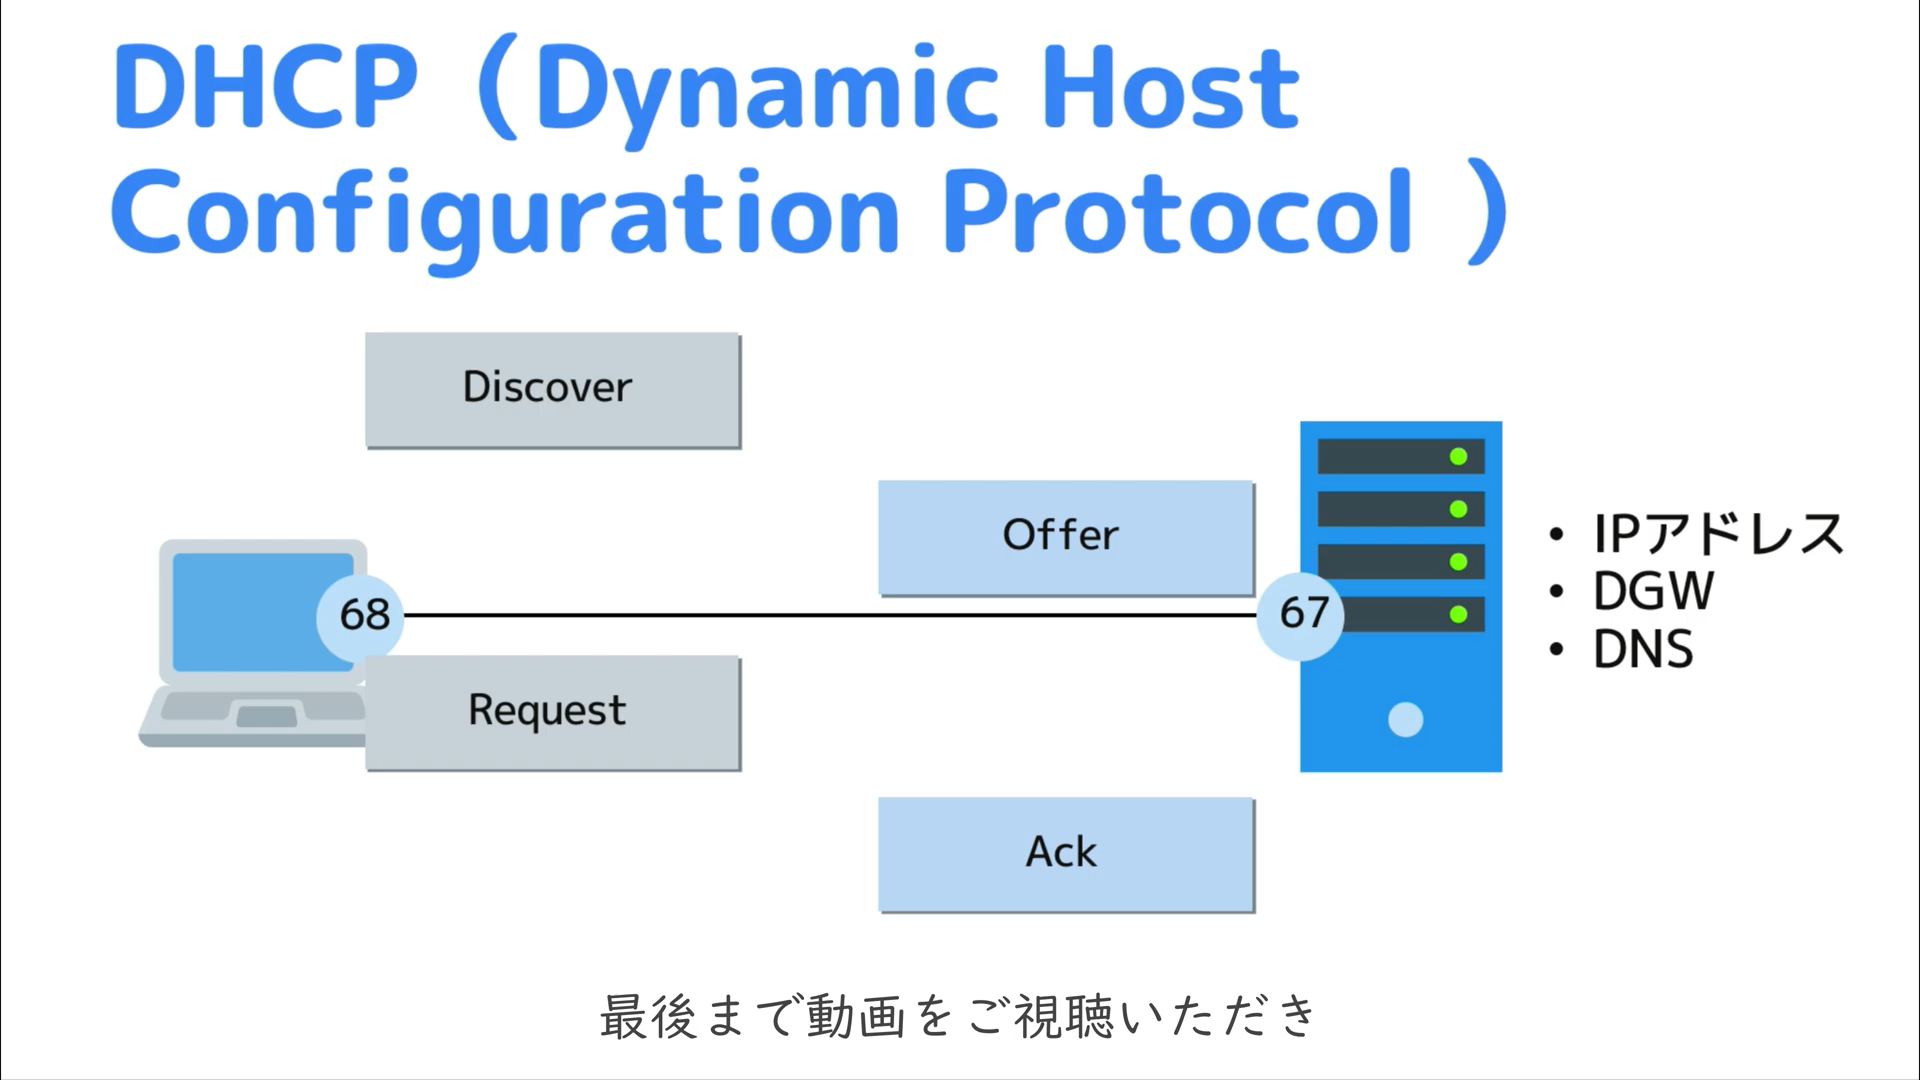 DHCP（Dynamic Host
Configuration Protocol ）
Discover
Offer
68
67
Request
Ack
• IPアドレス
• DGW
• DNS
最後まで動画をご視聴いただき